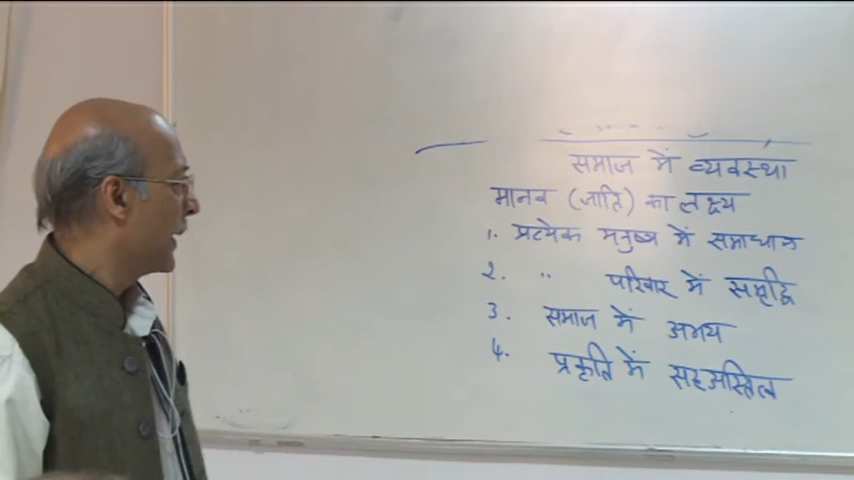 समाज में व्यवस्था
मानव (जाति) का लक्ष्य
1. प्रत्येक मनुष्य में समाधान
2. " परिवार में समृद्धि
3. समाज में अभय
4. प्रकृति में सहअस्तित्व